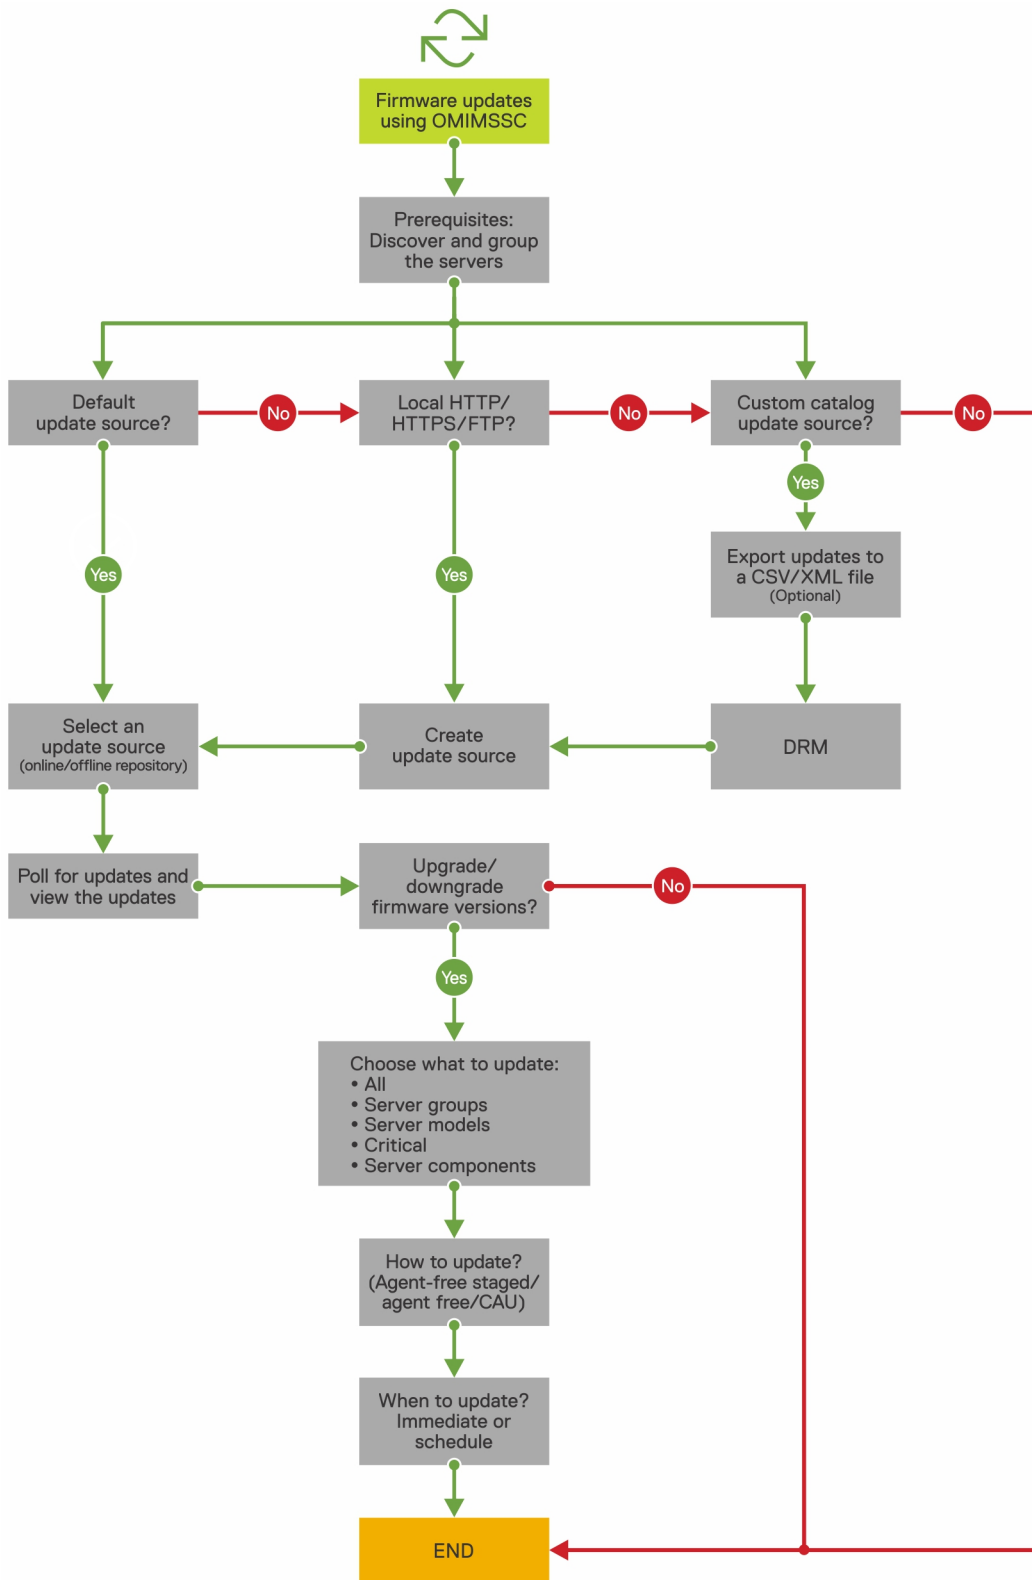 Firmware updates
using OMIMSSC
Prerequisites:
Discover and group
the servers
Default
update source?
No
Local HTTP/
HTTPS/FTP?
No
Custom catalog
update source?
No
Yes
Yes
Yes
Export updates to
a CSV/XML file
(Optional)
Select an
update source
(online/offline repository)
Create
update source
DRM
Poll for updates and
view the updates
Upgrade/
downgrade
firmware versions?
No
Yes
Choose what to update:
• All
• Server groups
• Server models
• Critical
• Server components
How to update?
(Agent-free staged/
agent free/CAU)
When to update?
Immediate or
schedule
END